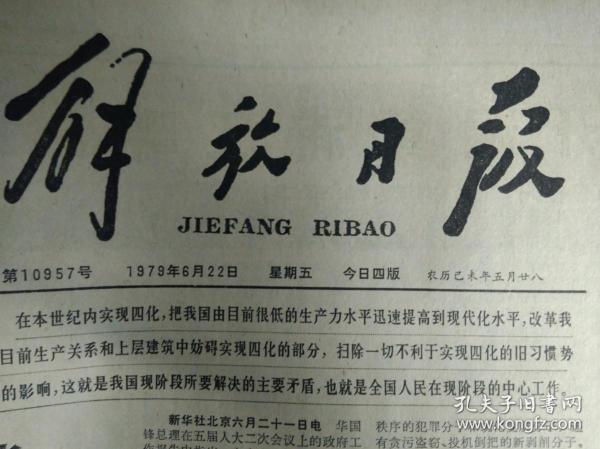 解放日报
JIEFANG RIBAO
第10957号 1979年6月22日 星期五 今日四版 农历己未年五月廿八
在本世纪内实现四化，把我国由目前很低的生产力水平迅速提高到现代化水平，改革我
目前生产关系和上层建筑中妨碍实现四化的部分，扫除一切不利于实现四化的旧习惯势
的影响，这就是我国现阶段所要解决的主要矛盾，也就是全国人民在现阶段的中心工作。
新华社北京六月二十一日电 华国
锋总理在五届人大二次会议上的政府工
秩序的犯罪分
有贪污盗窃、投机倒把的新剥削分子。
孔夫子旧书网